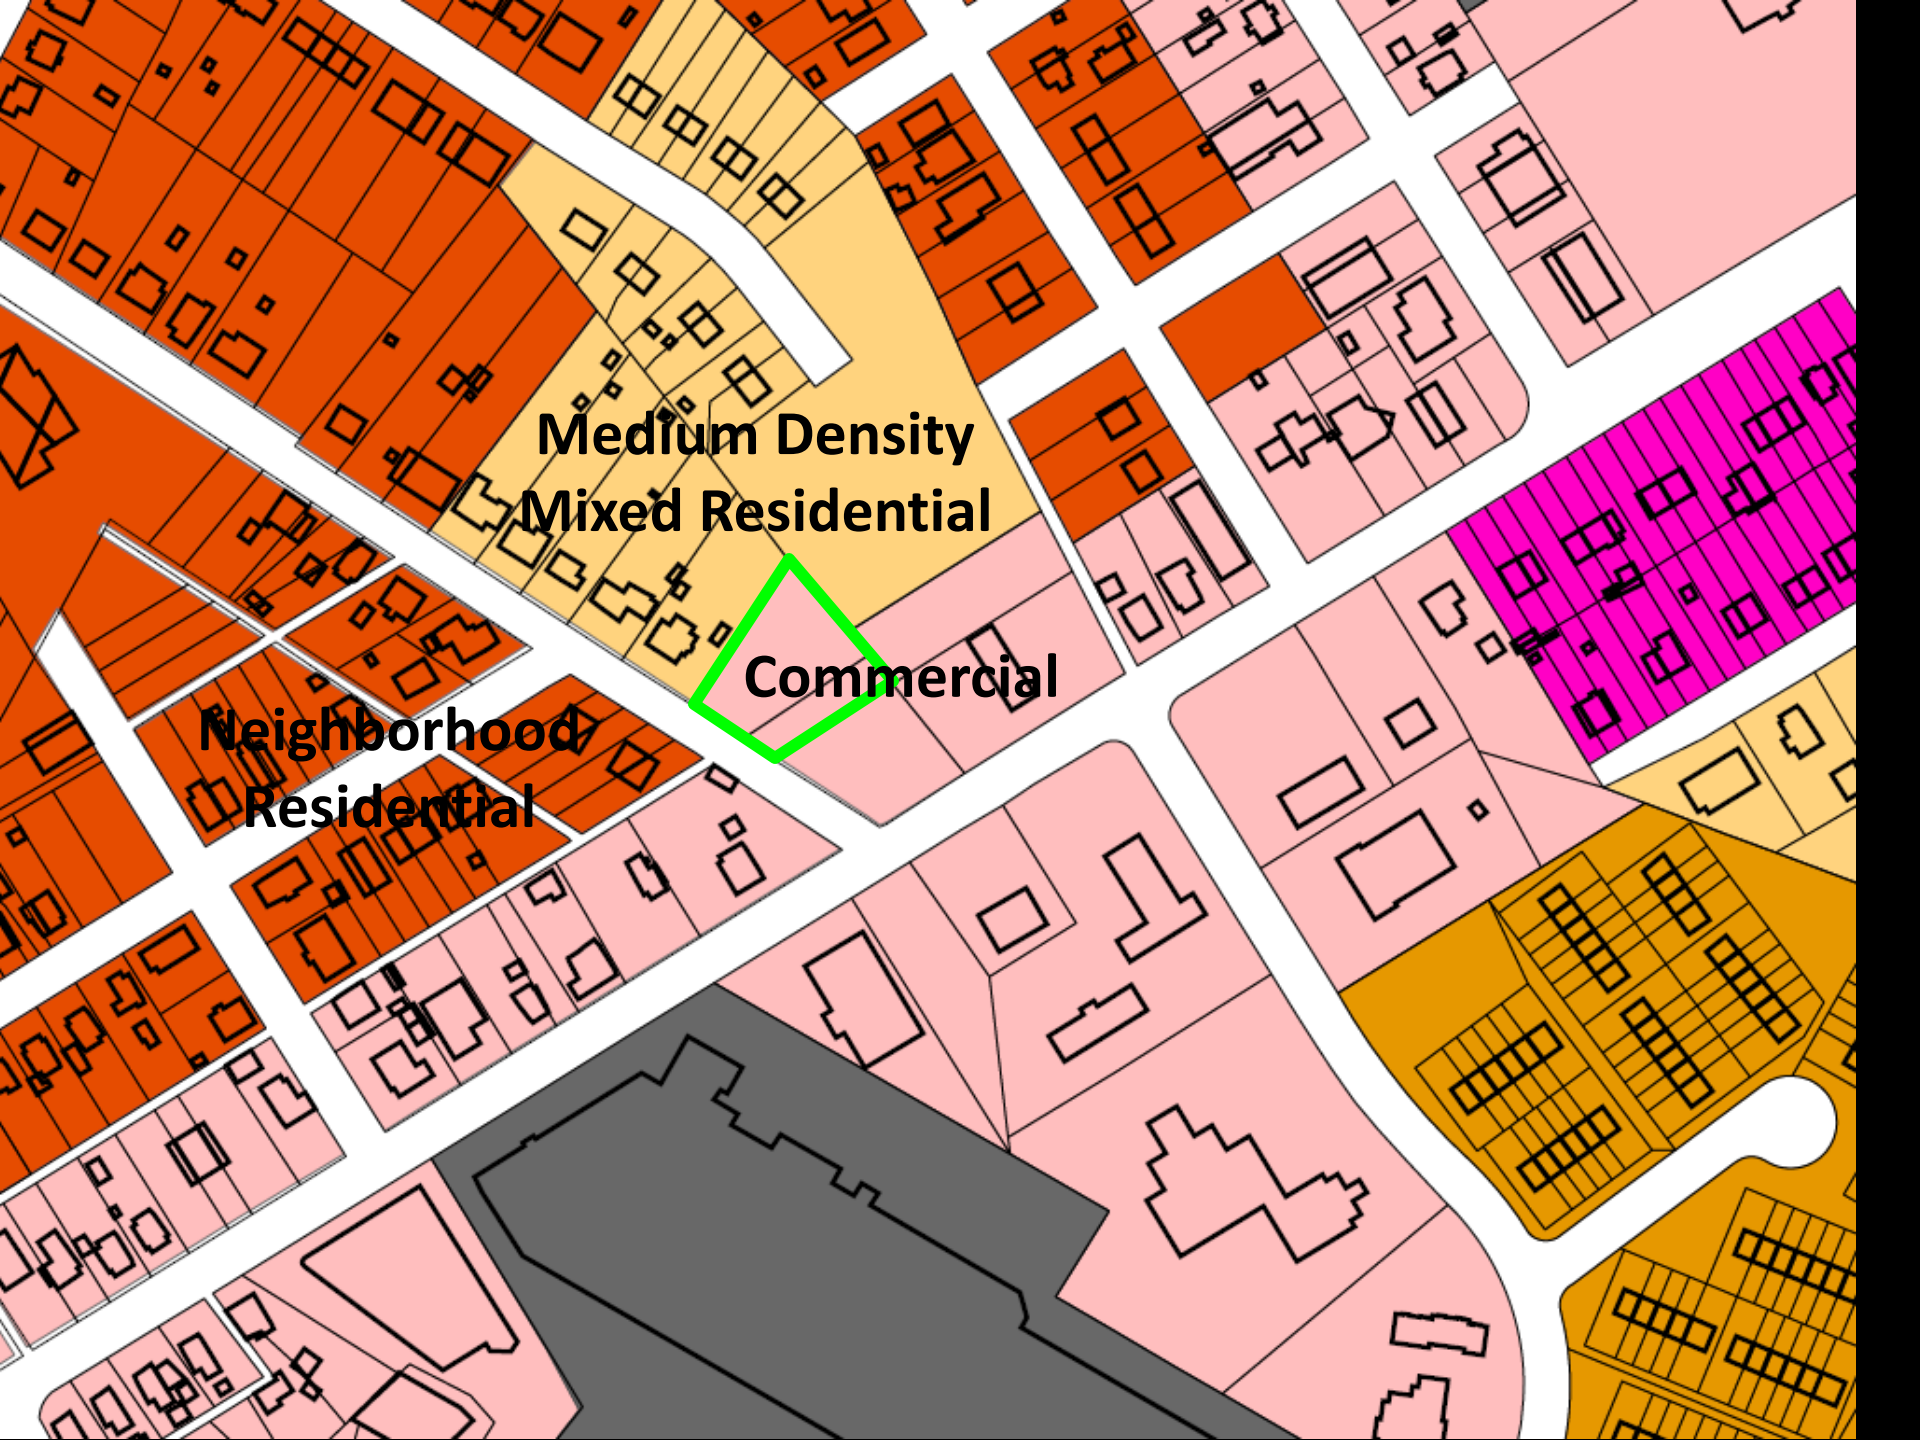 Medium Density
Mixed Residential
Commercial
Neighborhood
Residential